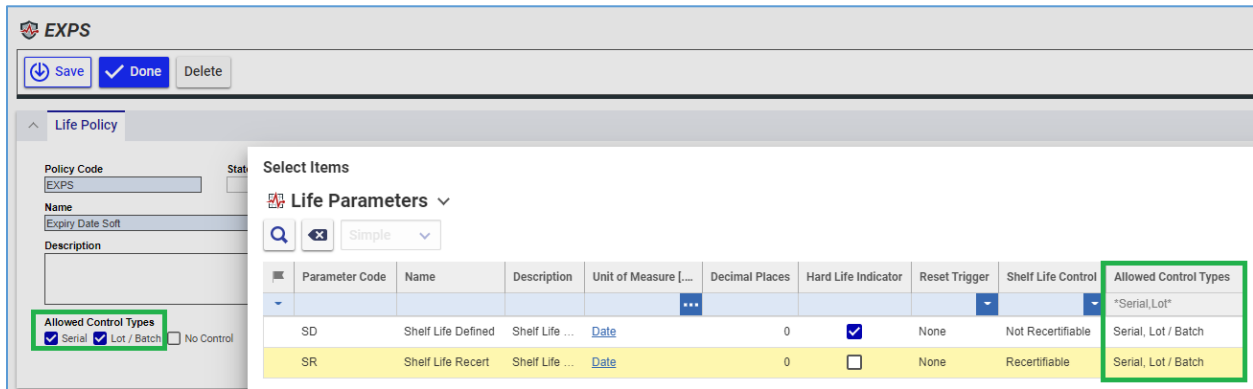 EXPS
Save Done Delete
Life Policy
Policy Code Stat
EXPS
Name
Expiry Date Soft
Description
Allowed Control Types
Serial Lot / Batch No Control
Select Items
Life Parameters
Simple
Parameter Code Name Description Unit of Measure [.... Decimal Places Hard Life Indicator Reset Trigger Shelf Life Control Allowed Control Types
*Serial,Lot*
SD Shelf Life Defined Shelf Life ... Date 0 None Not Recertifiable Serial, Lot / Batch
SR Shelf Life Recert Shelf Life ... Date 0 None Recertifiable Serial, Lot / Batch